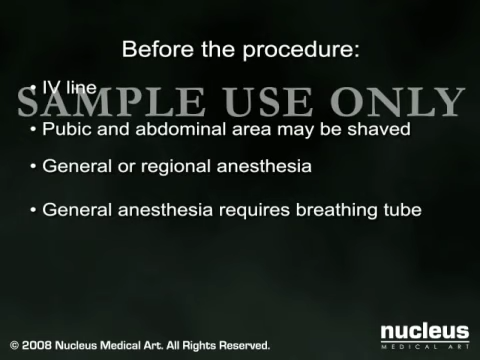 Before the procedure:
• IV line
SAMPLE USE ONLY
• Pubic and abdominal area may be shaved
• General or regional anesthesia
• General anesthesia requires breathing tube
nucleus
MEDICAL ART
© 2008 Nucleus Medical Art. All Rights Reserved.